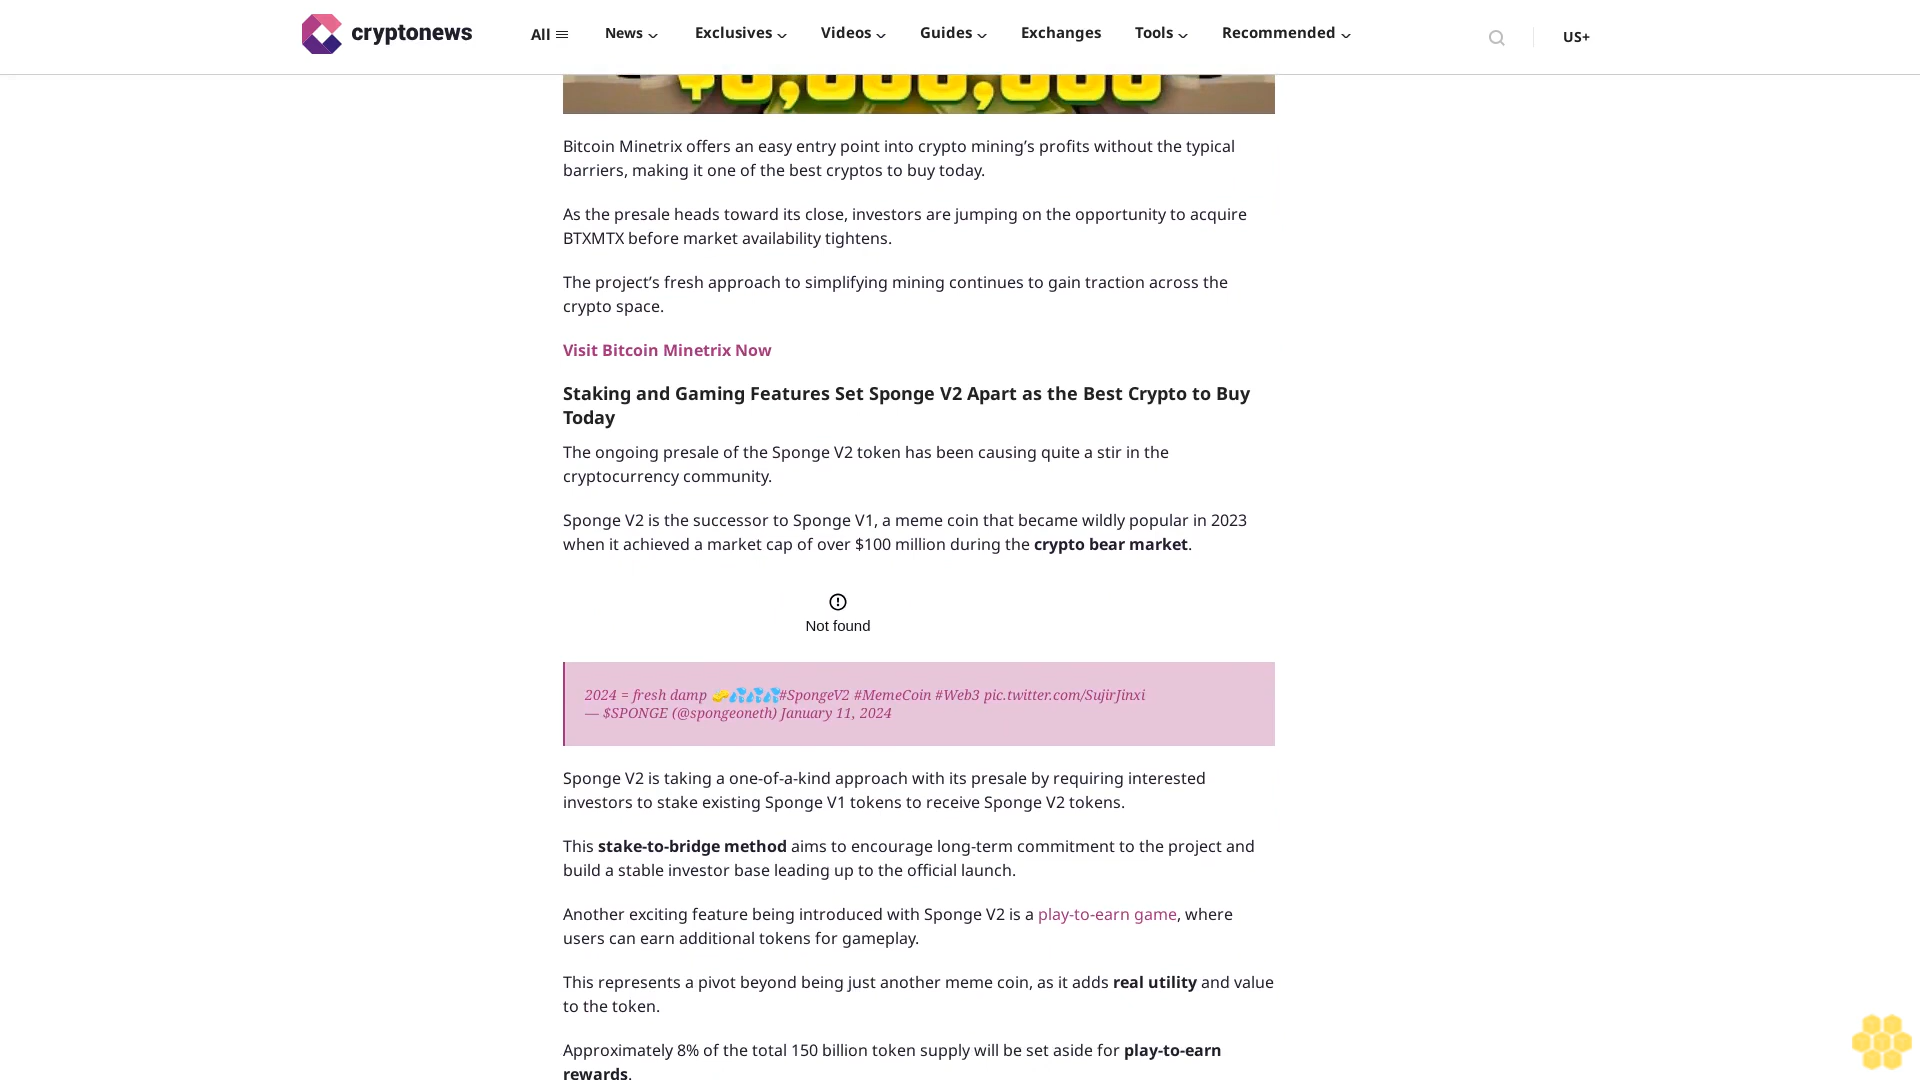 cryptonews
All
News
Exclusives
Videos
Guides
Exchanges
Tools
Recommended
US+
Bitcoin Minetrix offers an easy entry point into crypto mining’s profits without the typical
barriers, making it one of the best cryptos to buy today.
As the presale heads toward its close, investors are jumping on the opportunity to acquire
BTXMTX before market availability tightens.
The project’s fresh approach to simplifying mining continues to gain traction across the
crypto space.
Visit Bitcoin Minetrix Now
Staking and Gaming Features Set Sponge V2 Apart as the Best Crypto to Buy
Today
The ongoing presale of the Sponge V2 token has been causing quite a stir in the
cryptocurrency community.
Sponge V2 is the successor to Sponge V1, a meme coin that became wildly popular in 2023
when it achieved a market cap of over $100 million during the crypto bear market.
Not found
2024 = fresh damp 🧽💦💦💦#SpongeV2 #MemeCoin #Web3 pic.twitter.com/SujirJinxi
— $SPONGE (@spongeoneth) January 11, 2024
Sponge V2 is taking a one-of-a-kind approach with its presale by requiring interested
investors to stake existing Sponge V1 tokens to receive Sponge V2 tokens.
This stake-to-bridge method aims to encourage long-term commitment to the project and
build a stable investor base leading up to the official launch.
Another exciting feature being introduced with Sponge V2 is a play-to-earn game, where
users can earn additional tokens for gameplay.
This represents a pivot beyond being just another meme coin, as it adds real utility and value
to the token.
Approximately 8% of the total 150 billion token supply will be set aside for play-to-earn
rewards.